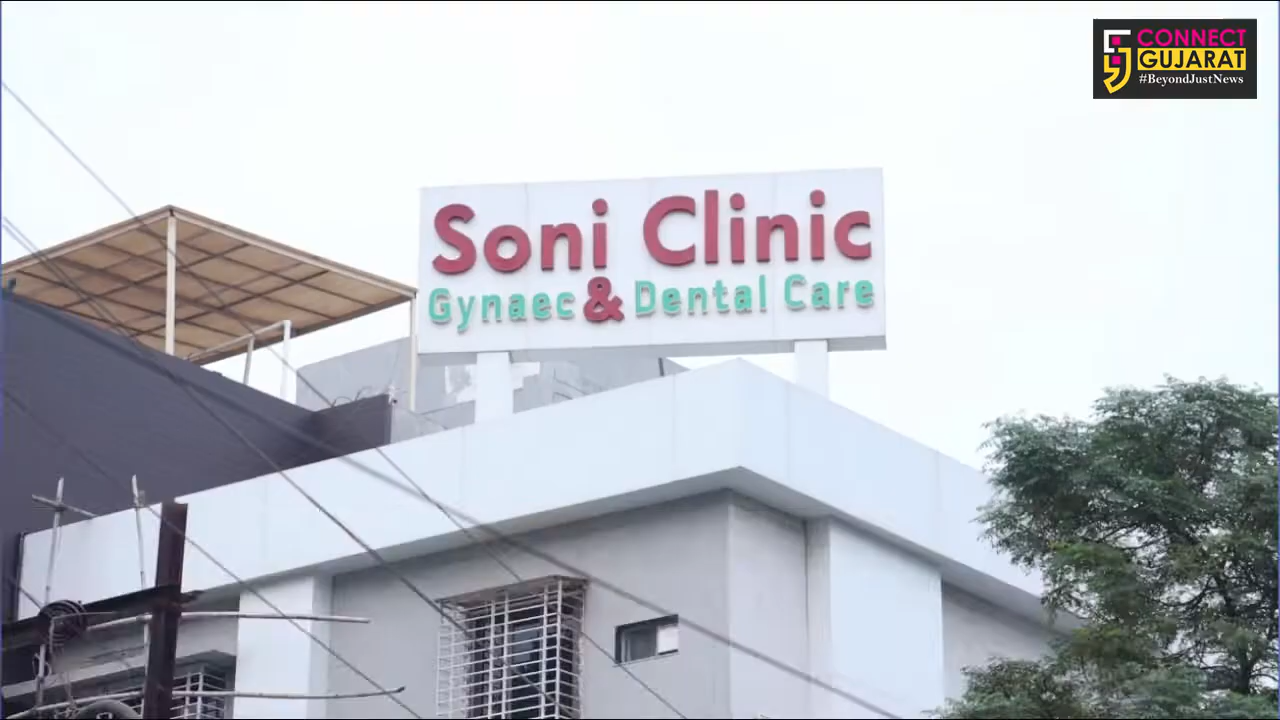 CONNECT
GUJARAT
#BeyondJustNews
Soni Clinic
Gynaec & Dental Care